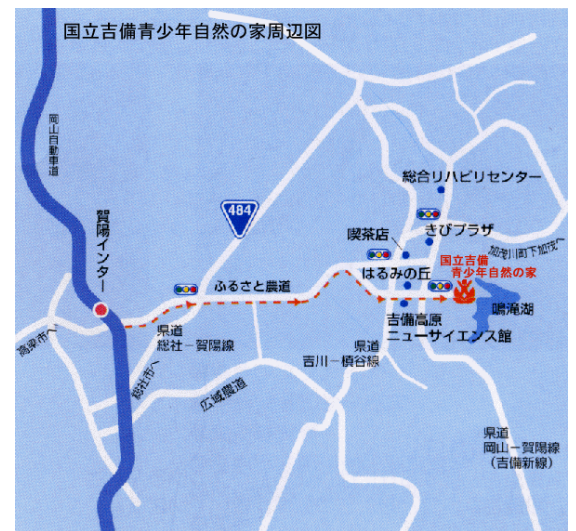 国立吉備青少年自然の家周辺図
岡山自動車道
総合リハビリセンター
賀陽インター
484
きびプラザ
喫茶店
加茂川町下加茂へ
国立吉備
青少年自然の家
はるみの丘
ふるさと農道
鳴滝湖
吉備高原
ニューサイエンス館
県道
総社－賀陽線
高梁市へ
総社市へ
県道
吉川－槙谷線
広域農道
県道
岡山－賀陽線
（吉備新線）